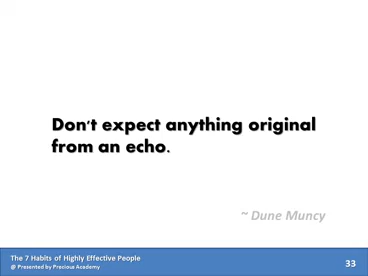 Don't expect anything original
from an echo.
~ Dune Muncy
The 7 Habits of Highly Effective People
@ Presented by Precious Academy
33